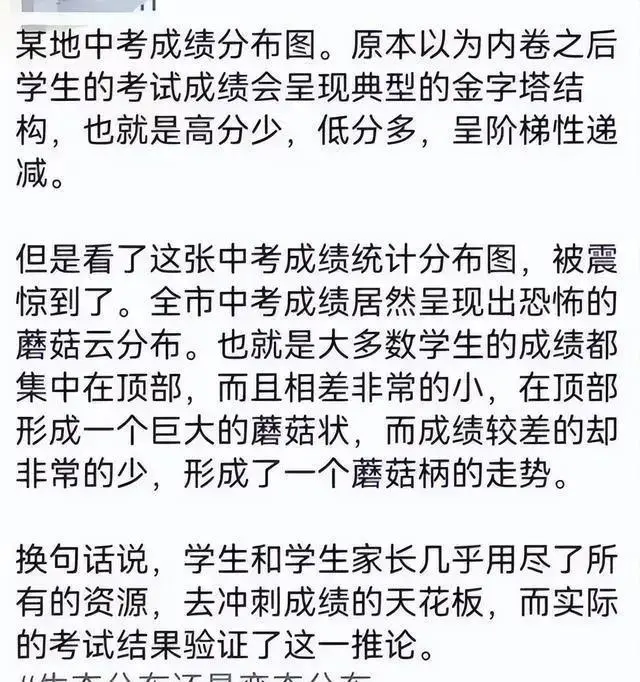 某地中考成绩分布图。原本以为内卷之后
学生的考试成绩会呈现典型的金字塔结
构，也就是高分少，低分多，呈阶梯性递
减。
但是看了这张中考成绩统计分布图，被震
惊到了。全市中考成绩居然呈现出恐怖的
蘑菇云分布。也就是大多数学生的成绩都
集中在顶部，而且相差非常的小，在顶部
形成一个巨大的蘑菇状，而成绩较差的却
非常的少，形成了一个蘑菇柄的走势。
换句话说，学生和学生家长几乎用尽了所
有的资源，去冲刺成绩的天花板，而实际
的考试结果验证了这一推论。